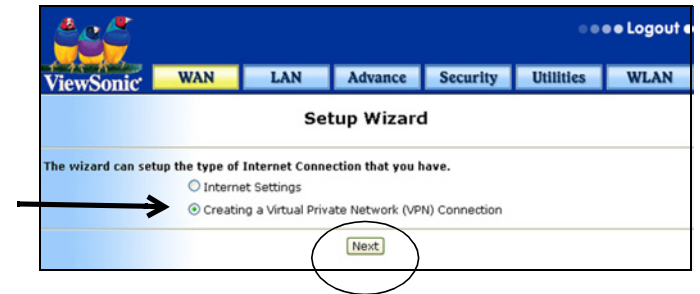 Logout
ViewSonic®
WAN LAN Advance Security Utilities WLAN
Setup Wizard
The wizard can setup the type of Internet Connection that you have.
Internet Settings
Creating a Virtual Private Network (VPN) Connection
Next